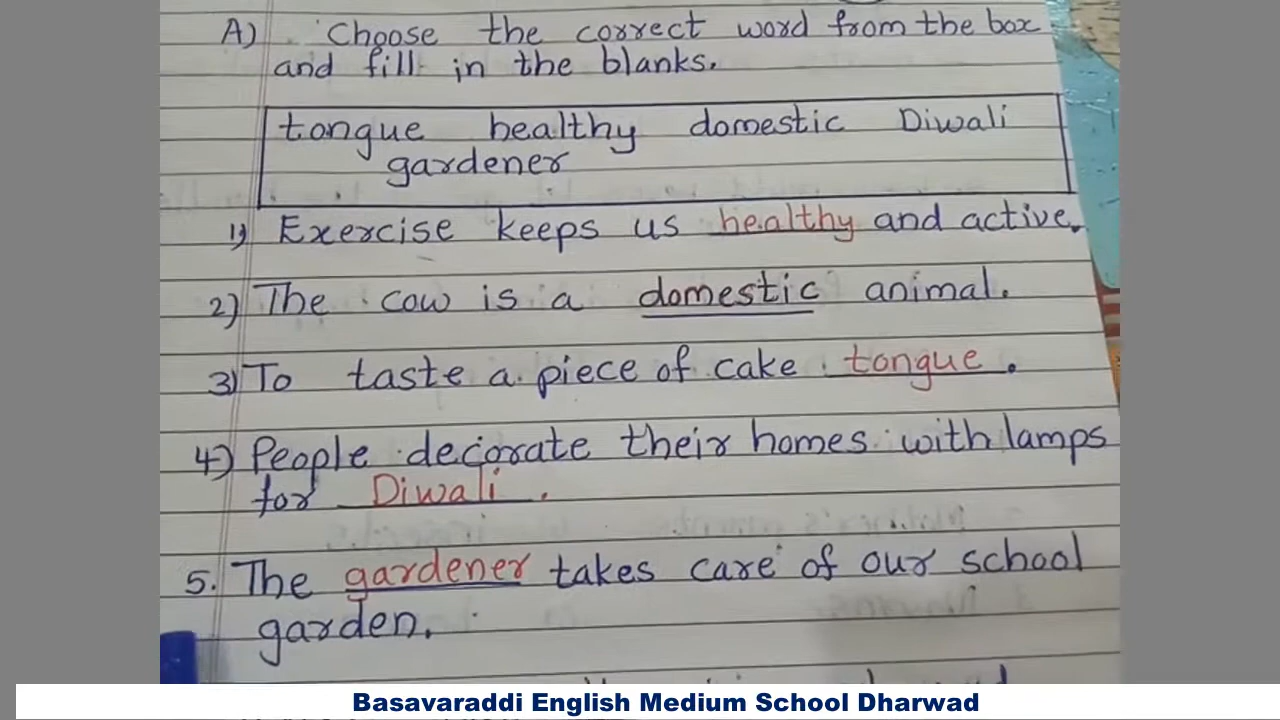 A) Choose the correct word from the box
and fill in the blanks.
tongue healthy domestic Diwali
gardener
1) Exercise keeps us healthy and active.
2) The cow is a domestic animal.
3) To taste a piece of cake tongue.
4) People decorate their homes with lamps
for Diwali.
5. The gardener takes care of our school
garden.
Basavaraddi English Medium School Dharwad